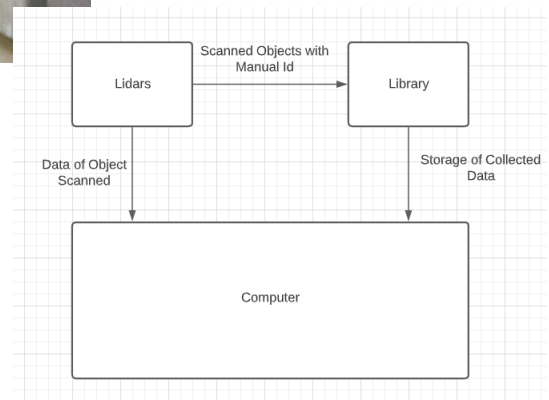 Scanned Objects with
Manual Id
Lidars
Library
Data of Object
Scanned
Storage of Collected
Data
Computer